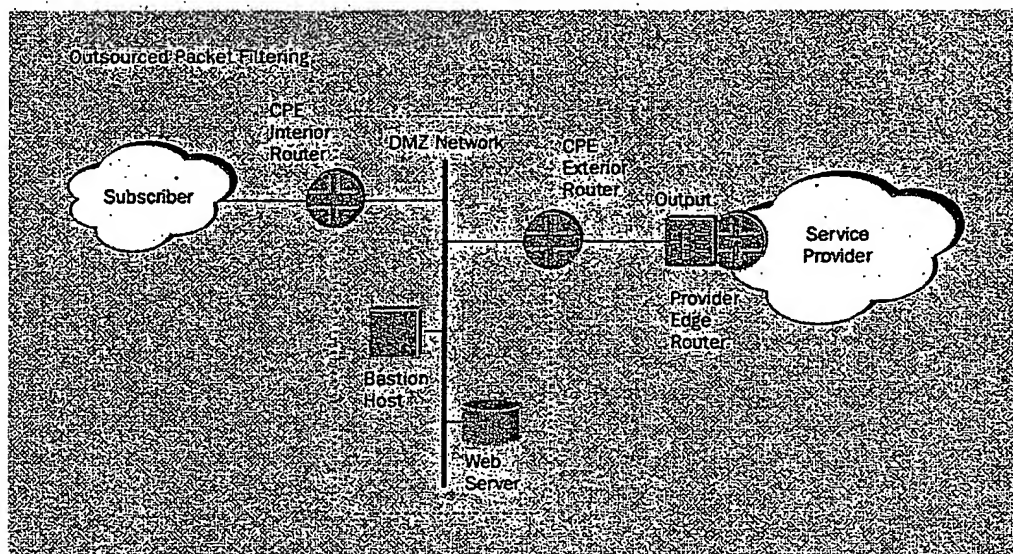 Outsourced Packet Filtering
CPE
Interior
Router
DMZ Network
CPE
Exterior
Router
Subscriber
Output
Service
Provider
Provider
Edge
Router
Bastion
Host
Web
Server